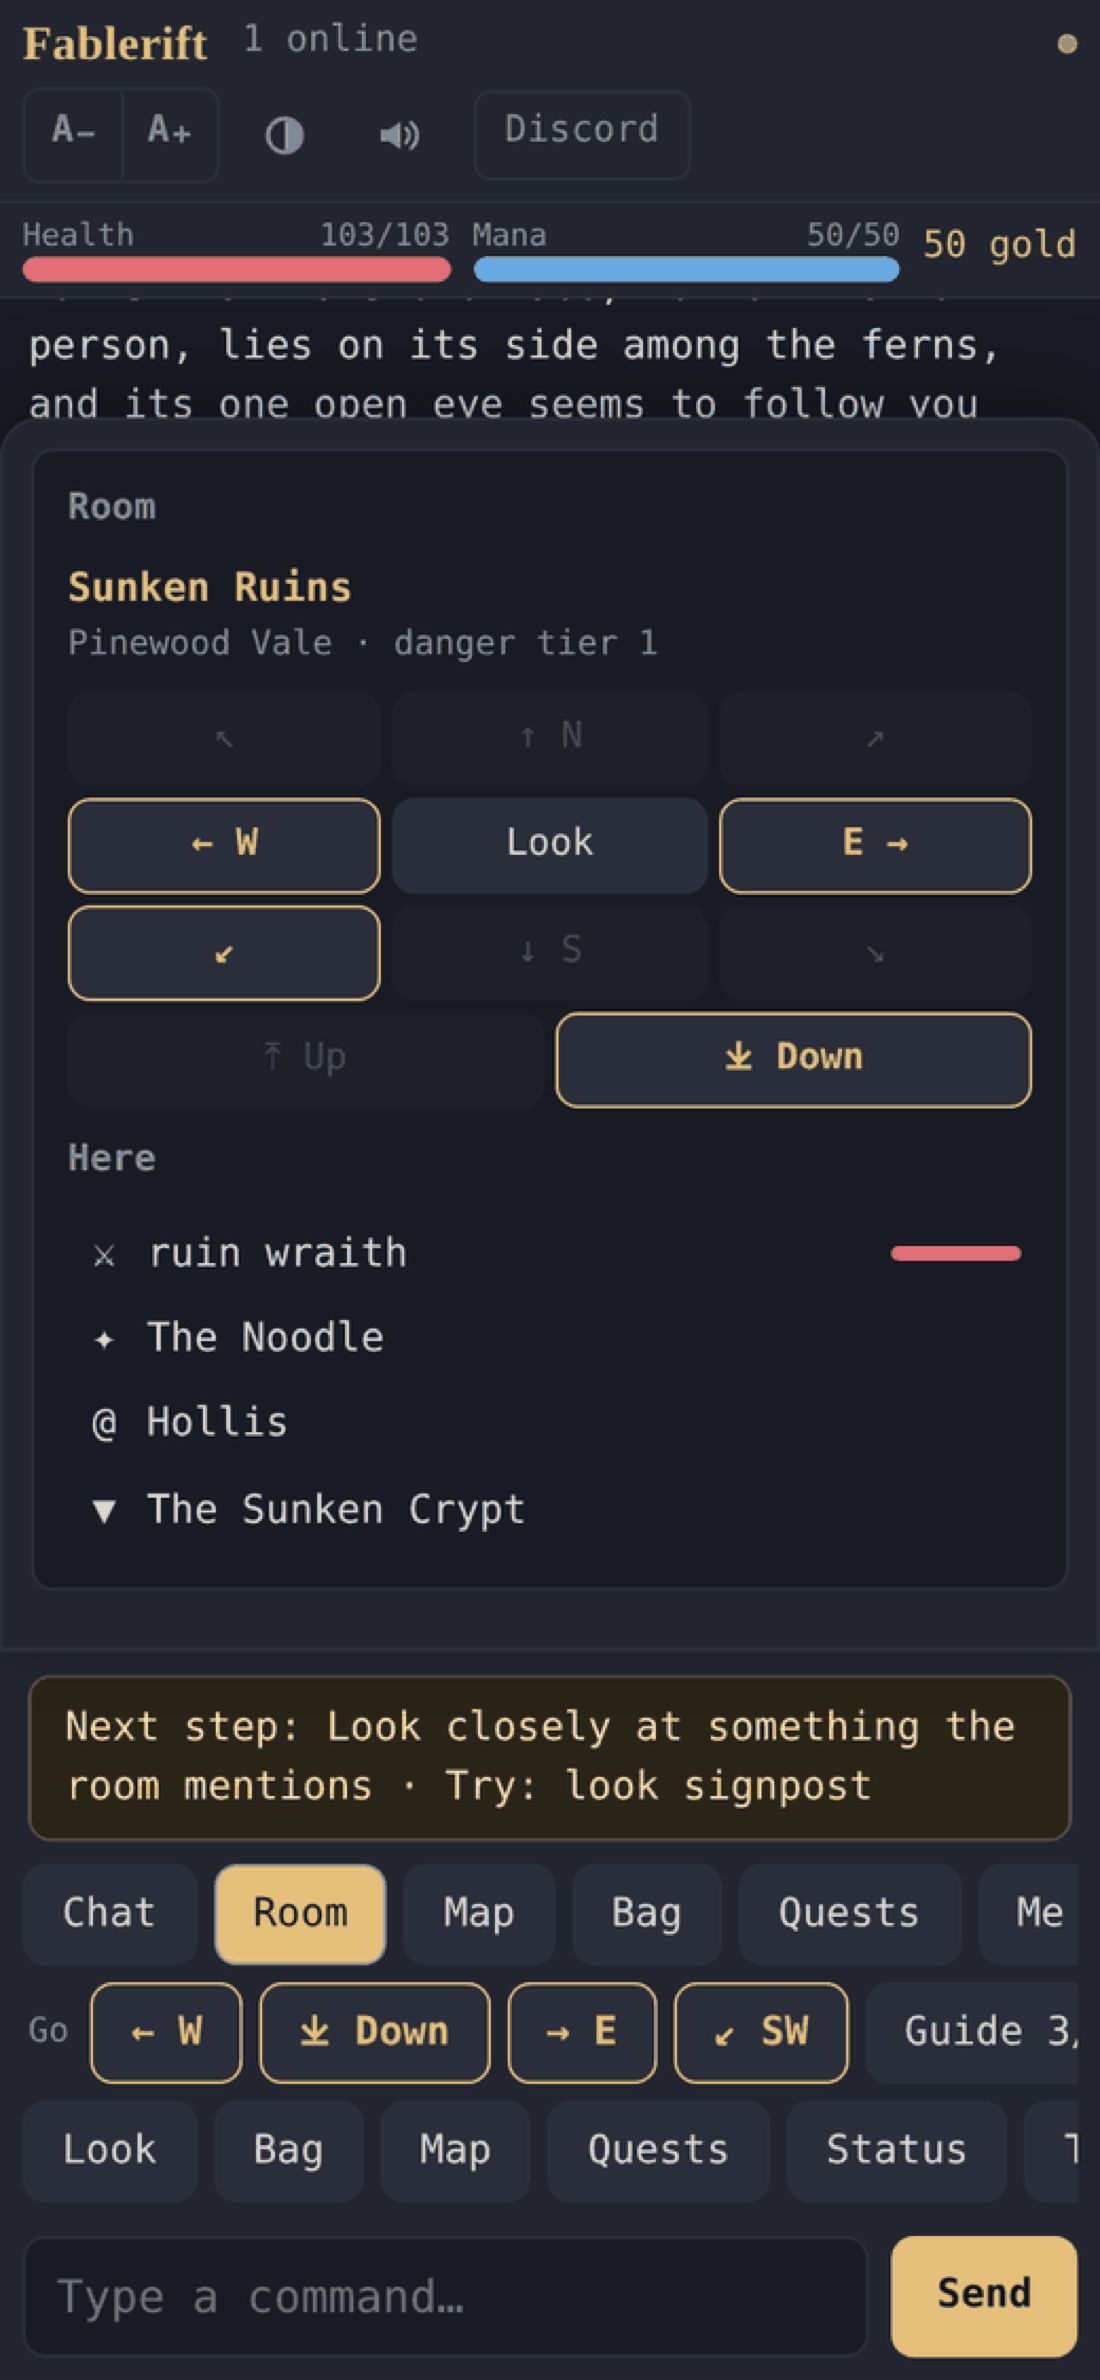 Fablerift 1 online
A− A+ Discord
Health 103/103 Mana 50/50 50 gold
person, lies on its side among the ferns,
and its one open eye seems to follow you
Room
Sunken Ruins
Pinewood Vale · danger tier 1
↖ ↑ N ↗
← W Look E →
↙ ↓ S ↘
⤒ Up ⤓ Down
Here
⚔ ruin wraith
✦ The Noodle
@ Hollis
▼ The Sunken Crypt
Next step: Look closely at something the
room mentions · Try: look signpost
Chat Room Map Bag Quests Me
Go ← W ⤓ Down → E ↙ SW Guide 3/
Look Bag Map Quests Status
Type a command…
Send